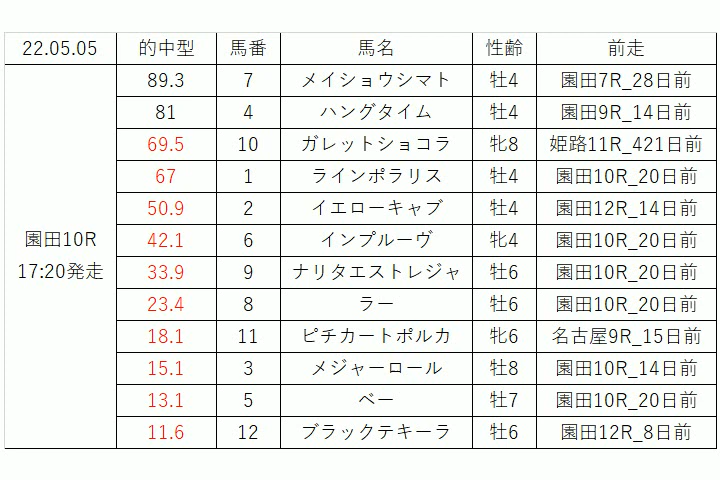 22.05.05 的中型 馬番 馬名 性齢 前走
園田10R
17:20発走
89.3 7 メイショウシマト 牡4 園田7R_28日前
81 4 ハングタイム 牡4 園田9R_14日前
69.5 10 ガレットショコラ 牝8 姫路11R_421日前
67 1 ラインポラリス 牡4 園田10R_20日前
50.9 2 イエローキャブ 牡4 園田12R_14日前
42.1 6 インプルーヴ 牝4 園田10R_20日前
33.9 9 ナリタエストレジャ 牡6 園田10R_20日前
23.4 8 ラー 牡6 園田10R_20日前
18.1 11 ピチカートポルカ 牝6 名古屋9R_15日前
15.1 3 メジャーロール 牡8 園田10R_14日前
13.1 5 ベー 牡7 園田10R_20日前
11.6 12 ブラックテキーラ 牡6 園田12R_8日前